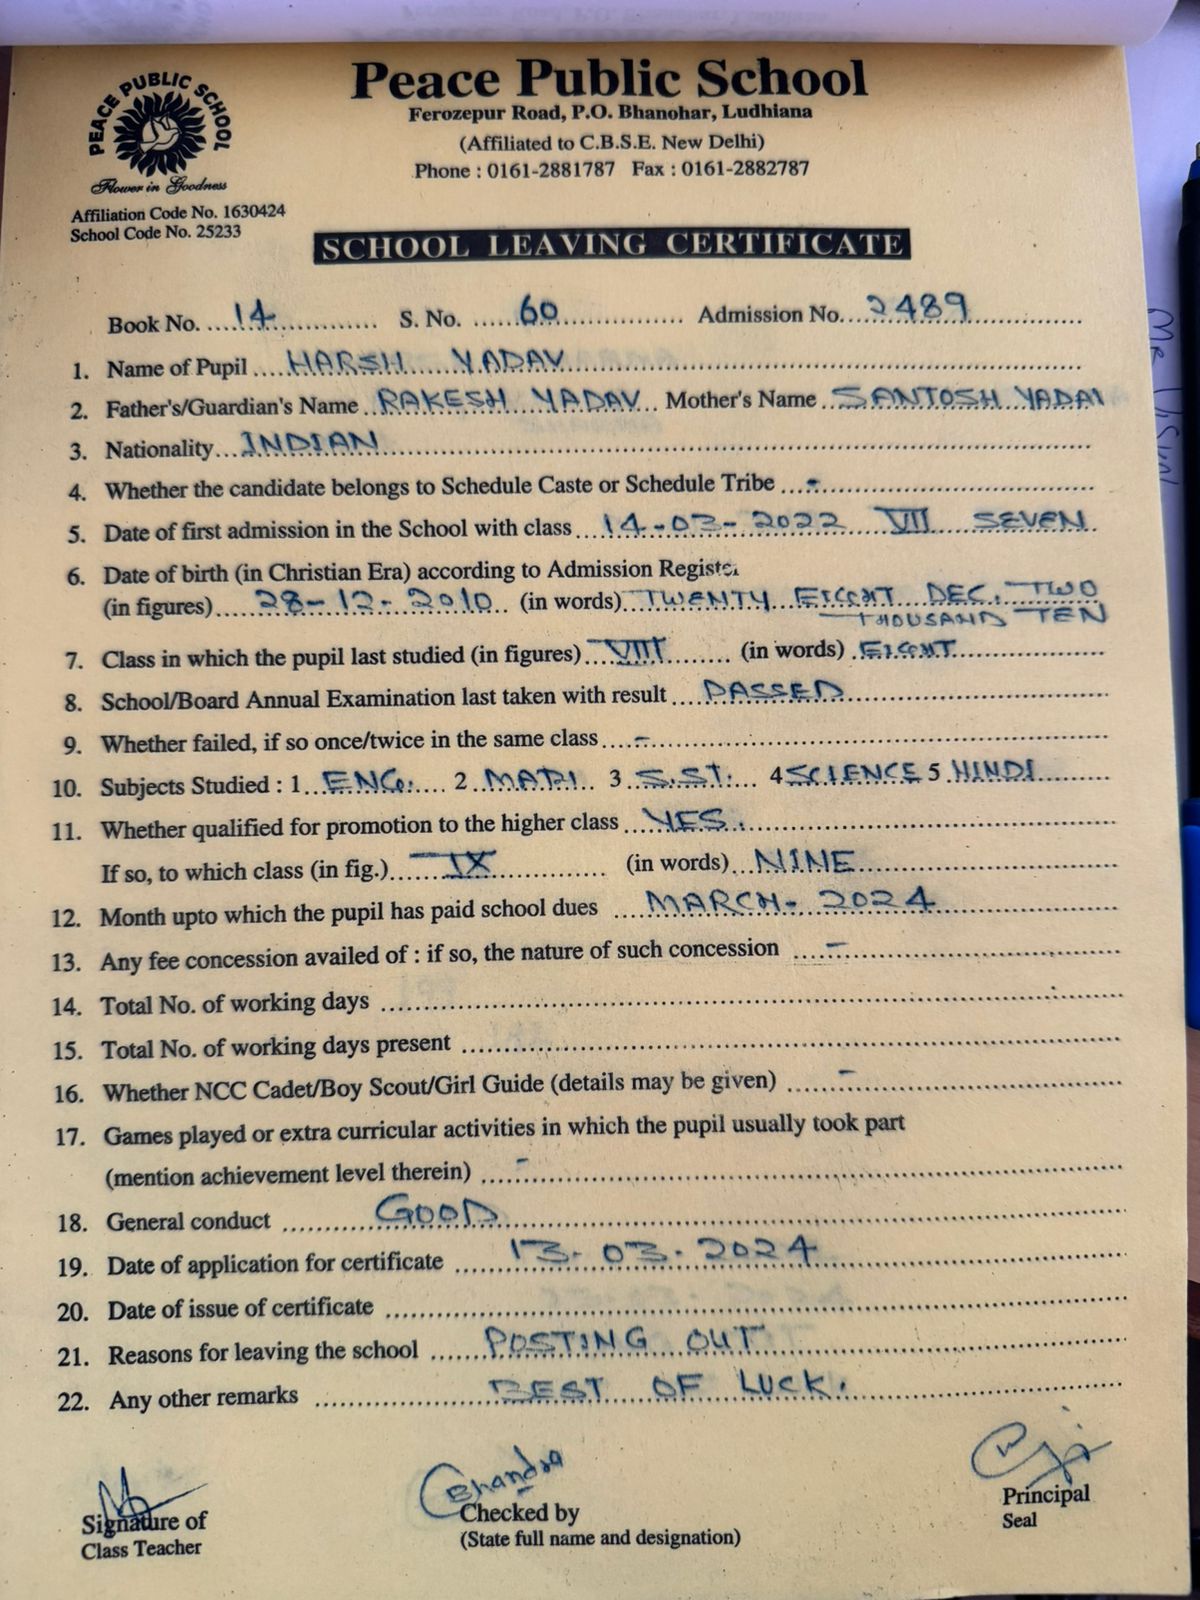 PEACE PUBLIC SCHOOL
Flower in Goodness
Affiliation Code No. 1630424
School Code No. 25233
Peace Public School
Ferozepur Road, P.O. Bhanohar, Ludhiana
(Affiliated to C.B.S.E. New Delhi)
Phone : 0161-2881787 Fax : 0161-2882787
SCHOOL LEAVING CERTIFICATE
Book No. 14 S. No. 60 Admission No. 2489
1. Name of Pupil HARSH YADAV
2. Father's/Guardian's Name RAKESH YADAV Mother's Name SANTOSH YADAV
3. Nationality INDIAN
4. Whether the candidate belongs to Schedule Caste or Schedule Tribe -
5. Date of first admission in the School with class 14-03-2022 VII SEVEN
6. Date of birth (in Christian Era) according to Admission Register
(in figures) 28-12-2010 (in words) TWENTY EIGHT DEC. TWO
THOUSAND TEN
7. Class in which the pupil last studied (in figures) VIII (in words) EIGHT
8. School/Board Annual Examination last taken with result PASSED
9. Whether failed, if so once/twice in the same class -
10. Subjects Studied : 1 ENG. 2 3 S.ST. 4 SCIENCE 5 HINDI
11. Whether qualified for promotion to the higher class YES.
If so, to which class (in fig.) IX (in words) NINE
12. Month upto which the pupil has paid school dues MARCH- 2024
13. Any fee concession availed of : if so, the nature of such concession -
14. Total No. of working days
15. Total No. of working days present
16. Whether NCC Cadet/Boy Scout/Girl Guide (details may be given) -
17. Games played or extra curricular activities in which the pupil usually took part
(mention achievement level therein) -
18. General conduct GOOD
19. Date of application for certificate 13-03-2024
20. Date of issue of certificate
21. Reasons for leaving the school POSTING OUT
22. Any other remarks BEST OF LUCK.
Bhandra
Signature of
Class Teacher
Checked by
(State full name and designation)
Principal
Seal